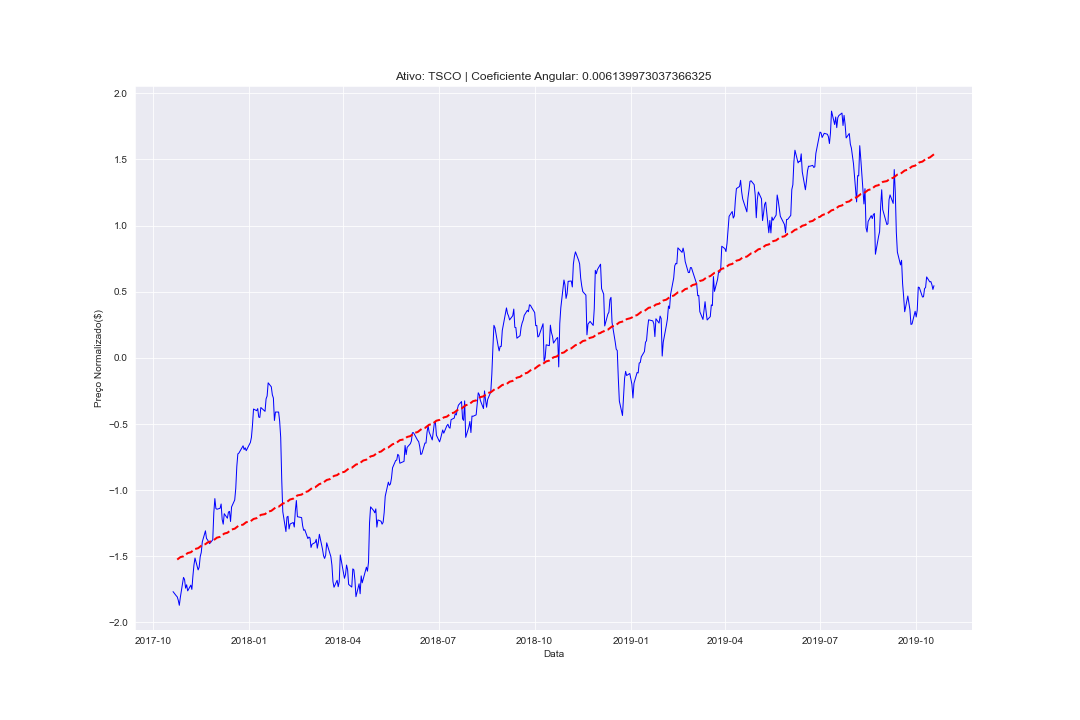 Ativo: TSCO | Coeficiente Angular: 0.006139973037366325
2.0
1.5
1.0
0.5
0.0
−0.5
−1.0
−1.5
−2.0
Preço Normalizado($)
2017-10 2018-01 2018-04 2018-07 2018-10 2019-01 2019-04 2019-07 2019-10
Data